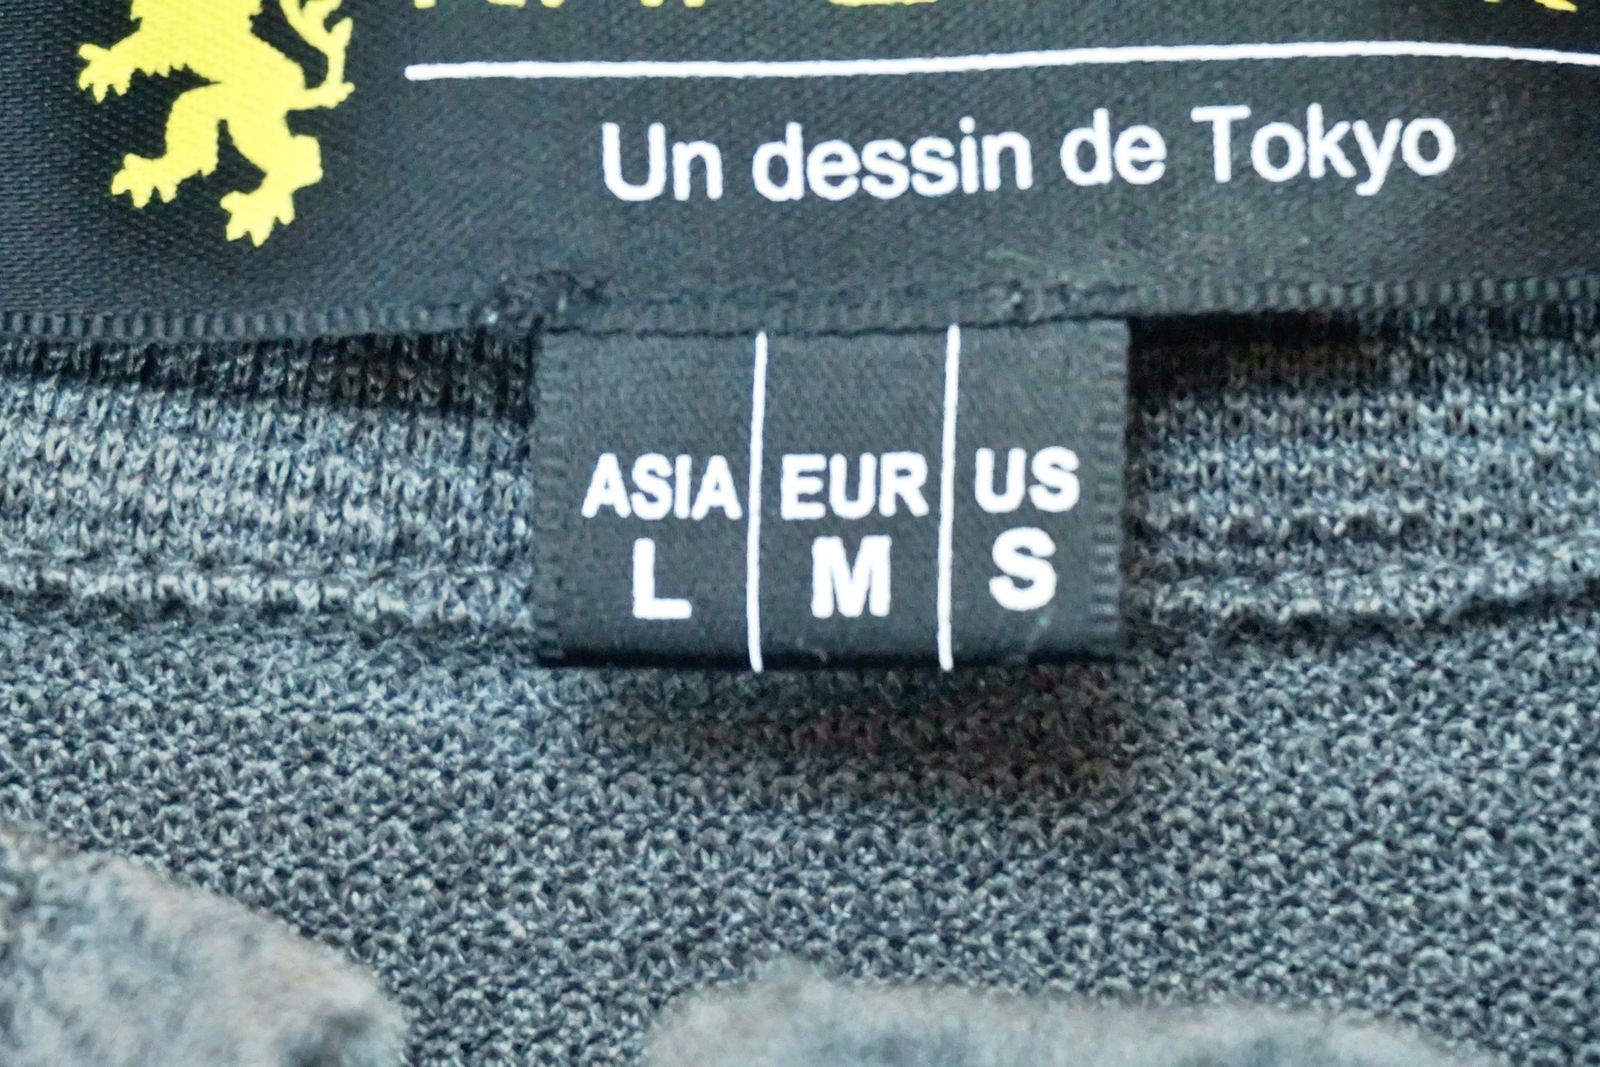 Un dessin de Tokyo
ASIA EUR US
L M S